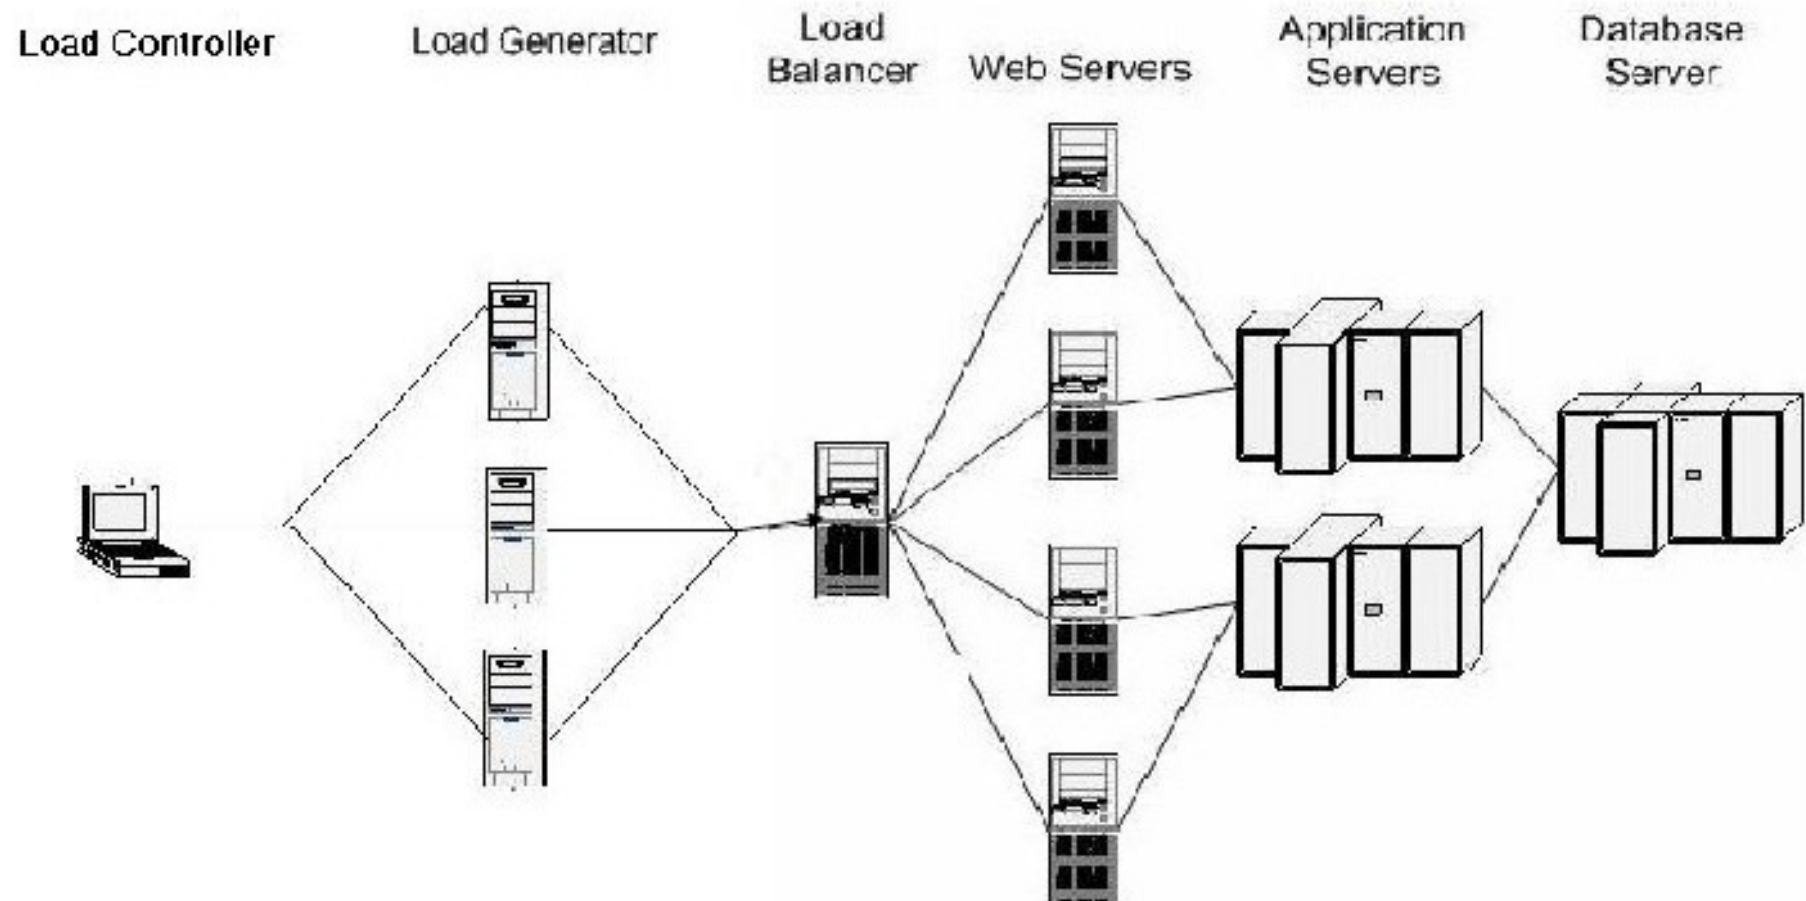 Load Controller
Load Generator
Load
Balancer
Web Servers
Application
Servers
Database
Server